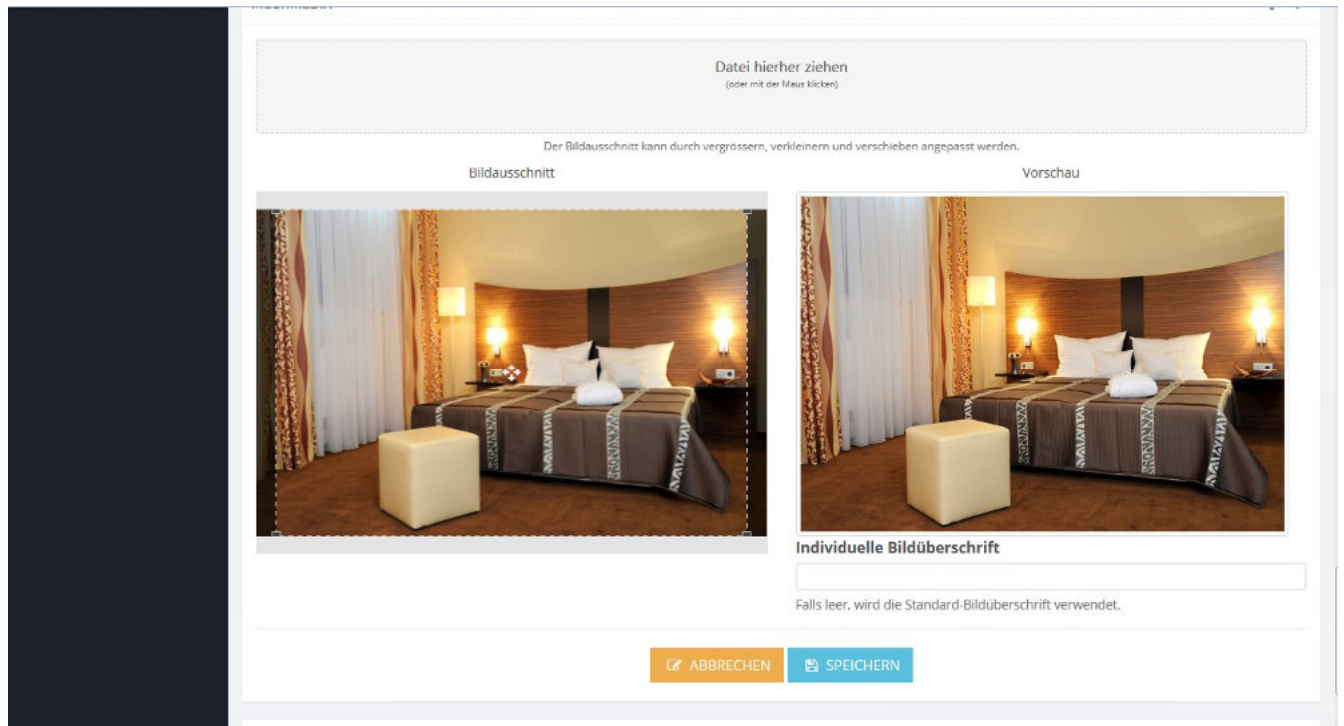 Datei hierher ziehen
(oder mit der Maus klicken)
Der Bildausschnitt kann durch vergrössern, verkleinern und verschieben angepasst werden.
Bildausschnitt
Vorschau
Individuelle Bildüberschrift
Falls leer, wird die Standard-Bildüberschrift verwendet.
ABBRECHEN
SPEICHERN